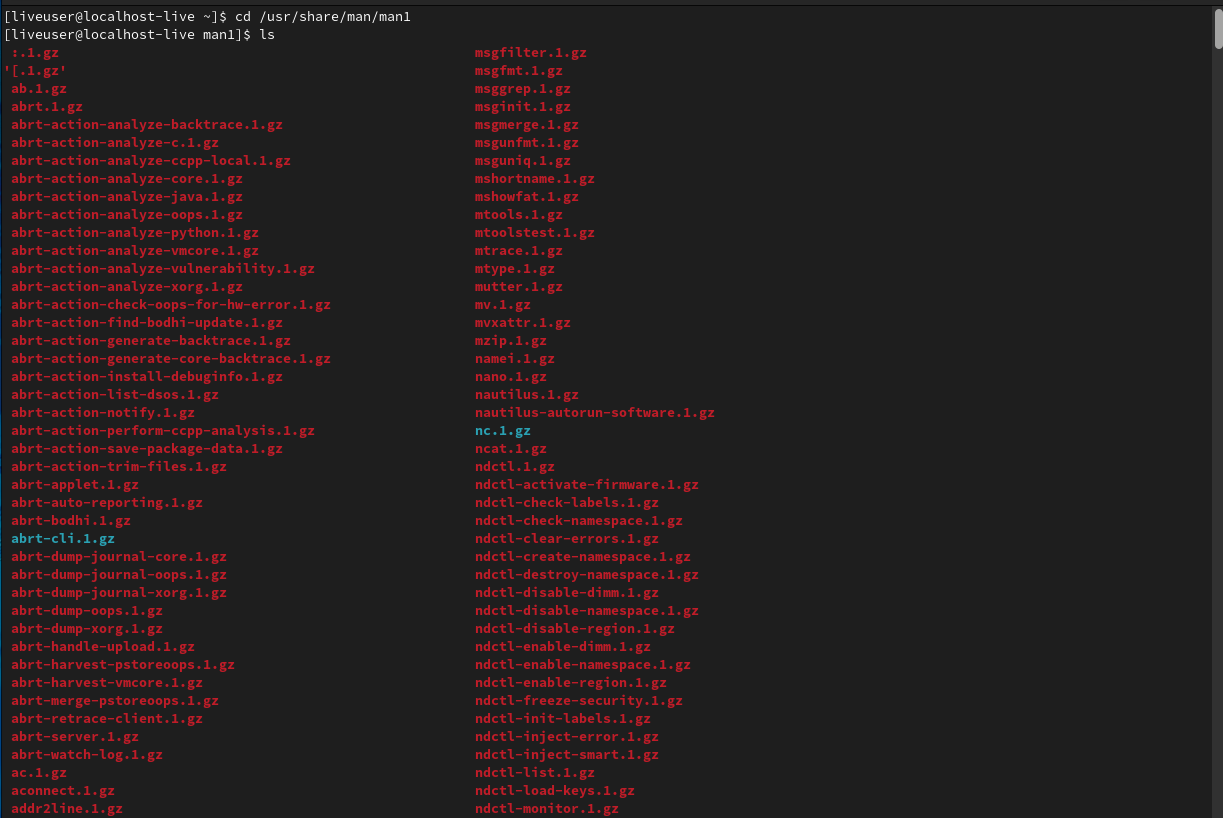 [liveuser@localhost-live ~]$ cd /usr/share/man/man1
[liveuser@localhost-live man1]$ ls
:.1.gz msgfilter.1.gz
'[.1.gz' msgfmt.1.gz
ab.1.gz msggrep.1.gz
abrt.1.gz msginit.1.gz
abrt-action-analyze-backtrace.1.gz msgmerge.1.gz
abrt-action-analyze-c.1.gz msgunfmt.1.gz
abrt-action-analyze-ccpp-local.1.gz msguniq.1.gz
abrt-action-analyze-core.1.gz mshortname.1.gz
abrt-action-analyze-java.1.gz mshowfat.1.gz
abrt-action-analyze-oops.1.gz mtools.1.gz
abrt-action-analyze-python.1.gz mtoolstest.1.gz
abrt-action-analyze-vmcore.1.gz mtrace.1.gz
abrt-action-analyze-vulnerability.1.gz mtype.1.gz
abrt-action-analyze-xorg.1.gz mutter.1.gz
abrt-action-check-oops-for-hw-error.1.gz mv.1.gz
abrt-action-find-bodhi-update.1.gz mvxattr.1.gz
abrt-action-generate-backtrace.1.gz mzip.1.gz
abrt-action-generate-core-backtrace.1.gz namei.1.gz
abrt-action-install-debuginfo.1.gz nano.1.gz
abrt-action-list-dsos.1.gz nautilus.1.gz
abrt-action-notify.1.gz nautilus-autorun-software.1.gz
abrt-action-perform-ccpp-analysis.1.gz nc.1.gz
abrt-action-save-package-data.1.gz ncat.1.gz
abrt-action-trim-files.1.gz ndctl.1.gz
abrt-applet.1.gz ndctl-activate-firmware.1.gz
abrt-auto-reporting.1.gz ndctl-check-labels.1.gz
abrt-bodhi.1.gz ndctl-check-namespace.1.gz
abrt-cli.1.gz ndctl-clear-errors.1.gz
abrt-dump-journal-core.1.gz ndctl-create-namespace.1.gz
abrt-dump-journal-oops.1.gz ndctl-destroy-namespace.1.gz
abrt-dump-journal-xorg.1.gz ndctl-disable-dimm.1.gz
abrt-dump-oops.1.gz ndctl-disable-namespace.1.gz
abrt-dump-xorg.1.gz ndctl-disable-region.1.gz
abrt-handle-upload.1.gz ndctl-enable-dimm.1.gz
abrt-harvest-pstoreoops.1.gz ndctl-enable-namespace.1.gz
abrt-harvest-vmcore.1.gz ndctl-enable-region.1.gz
abrt-merge-pstoreoops.1.gz ndctl-freeze-security.1.gz
abrt-retrace-client.1.gz ndctl-init-labels.1.gz
abrt-server.1.gz ndctl-inject-error.1.gz
abrt-watch-log.1.gz ndctl-inject-smart.1.gz
ac.1.gz ndctl-list.1.gz
aconnect.1.gz ndctl-load-keys.1.gz
addr2line.1.gz ndctl-monitor.1.gz